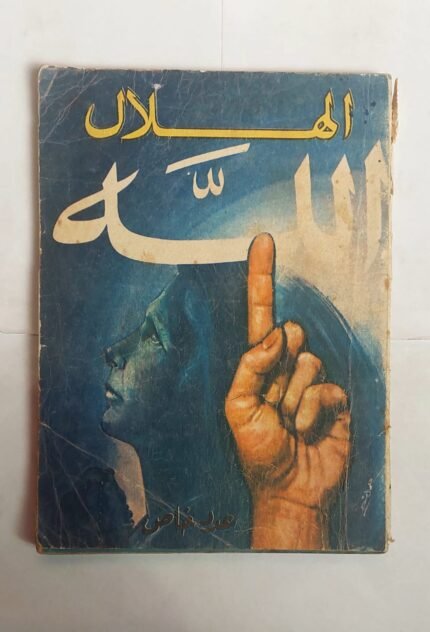 الهلال
الله
عدد خاص